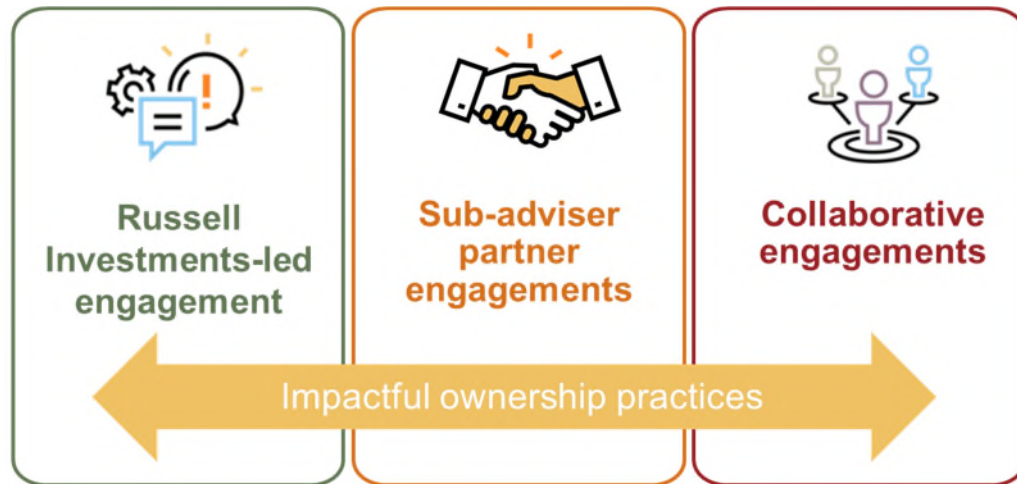 Russell
Investments-led
engagement
Sub-adviser
partner
engagements
Collaborative
engagements
Impactful ownership practices